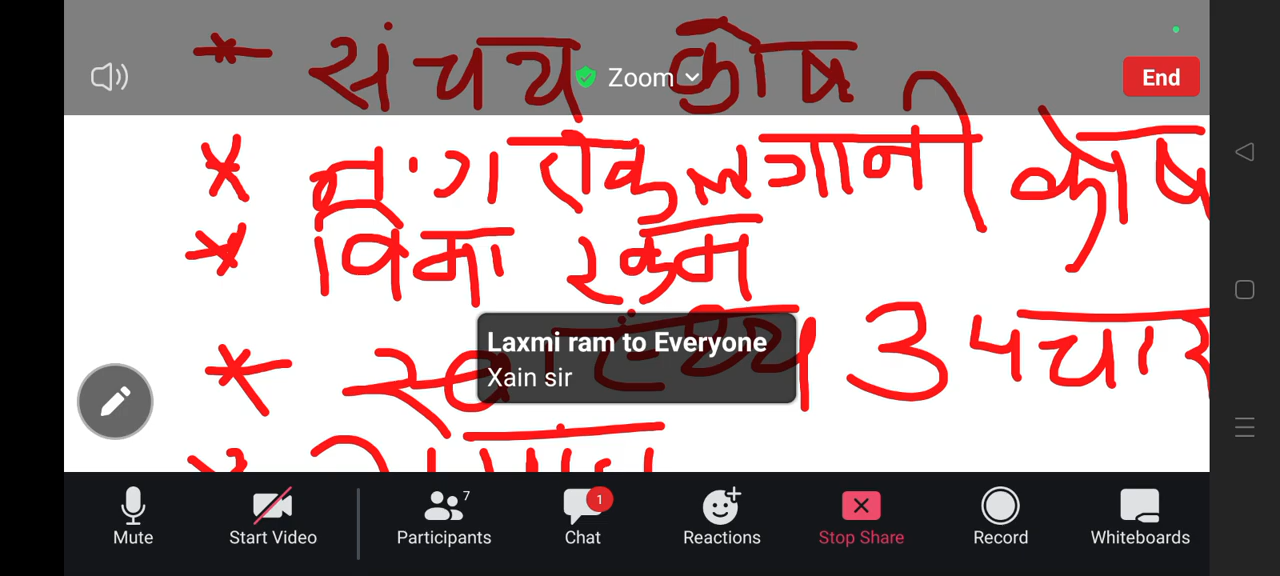 * संचय कोष
Zoom
End
* नागरिक लगानी कोष
* विमा रकम
* स्वास्थ्य उपचार
Laxmi ram to Everyone
Xain sir
7
1
Mute
Start Video
Participants
Chat
Reactions
Stop Share
Record
Whiteboards